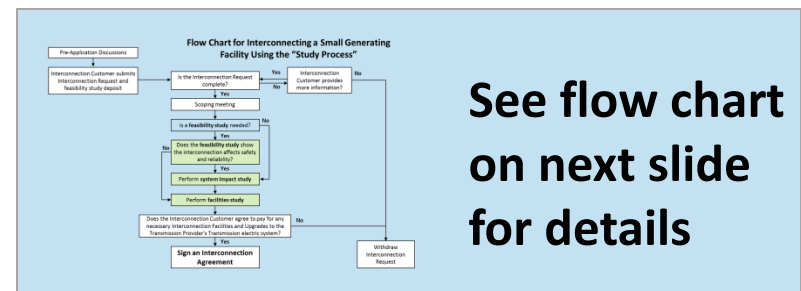 Flow Chart for Interconnecting a Small Generating
Facility Using the “Study Process”
Pre-Application Discussions
Interconnection Customer submits
Interconnection Request and
feasibility study deposit
Is the Interconnection Request
complete?
Yes
No
Interconnection
Customer provides
more information?
No
Yes
Scoping meeting
Is a feasibility study needed?
No
Yes
Does the feasibility study show
the interconnection affects safety
and reliability?
No
Yes
Perform system impact study
Perform facilities study
Does the Interconnection Customer agree to pay for any
necessary Interconnection Facilities and Upgrades to the
Transmission Provider's Transmission electric system?
No
Yes
Sign an Interconnection
Agreement
Withdraw
Interconnection
Request
See flow chart
on next slide
for details